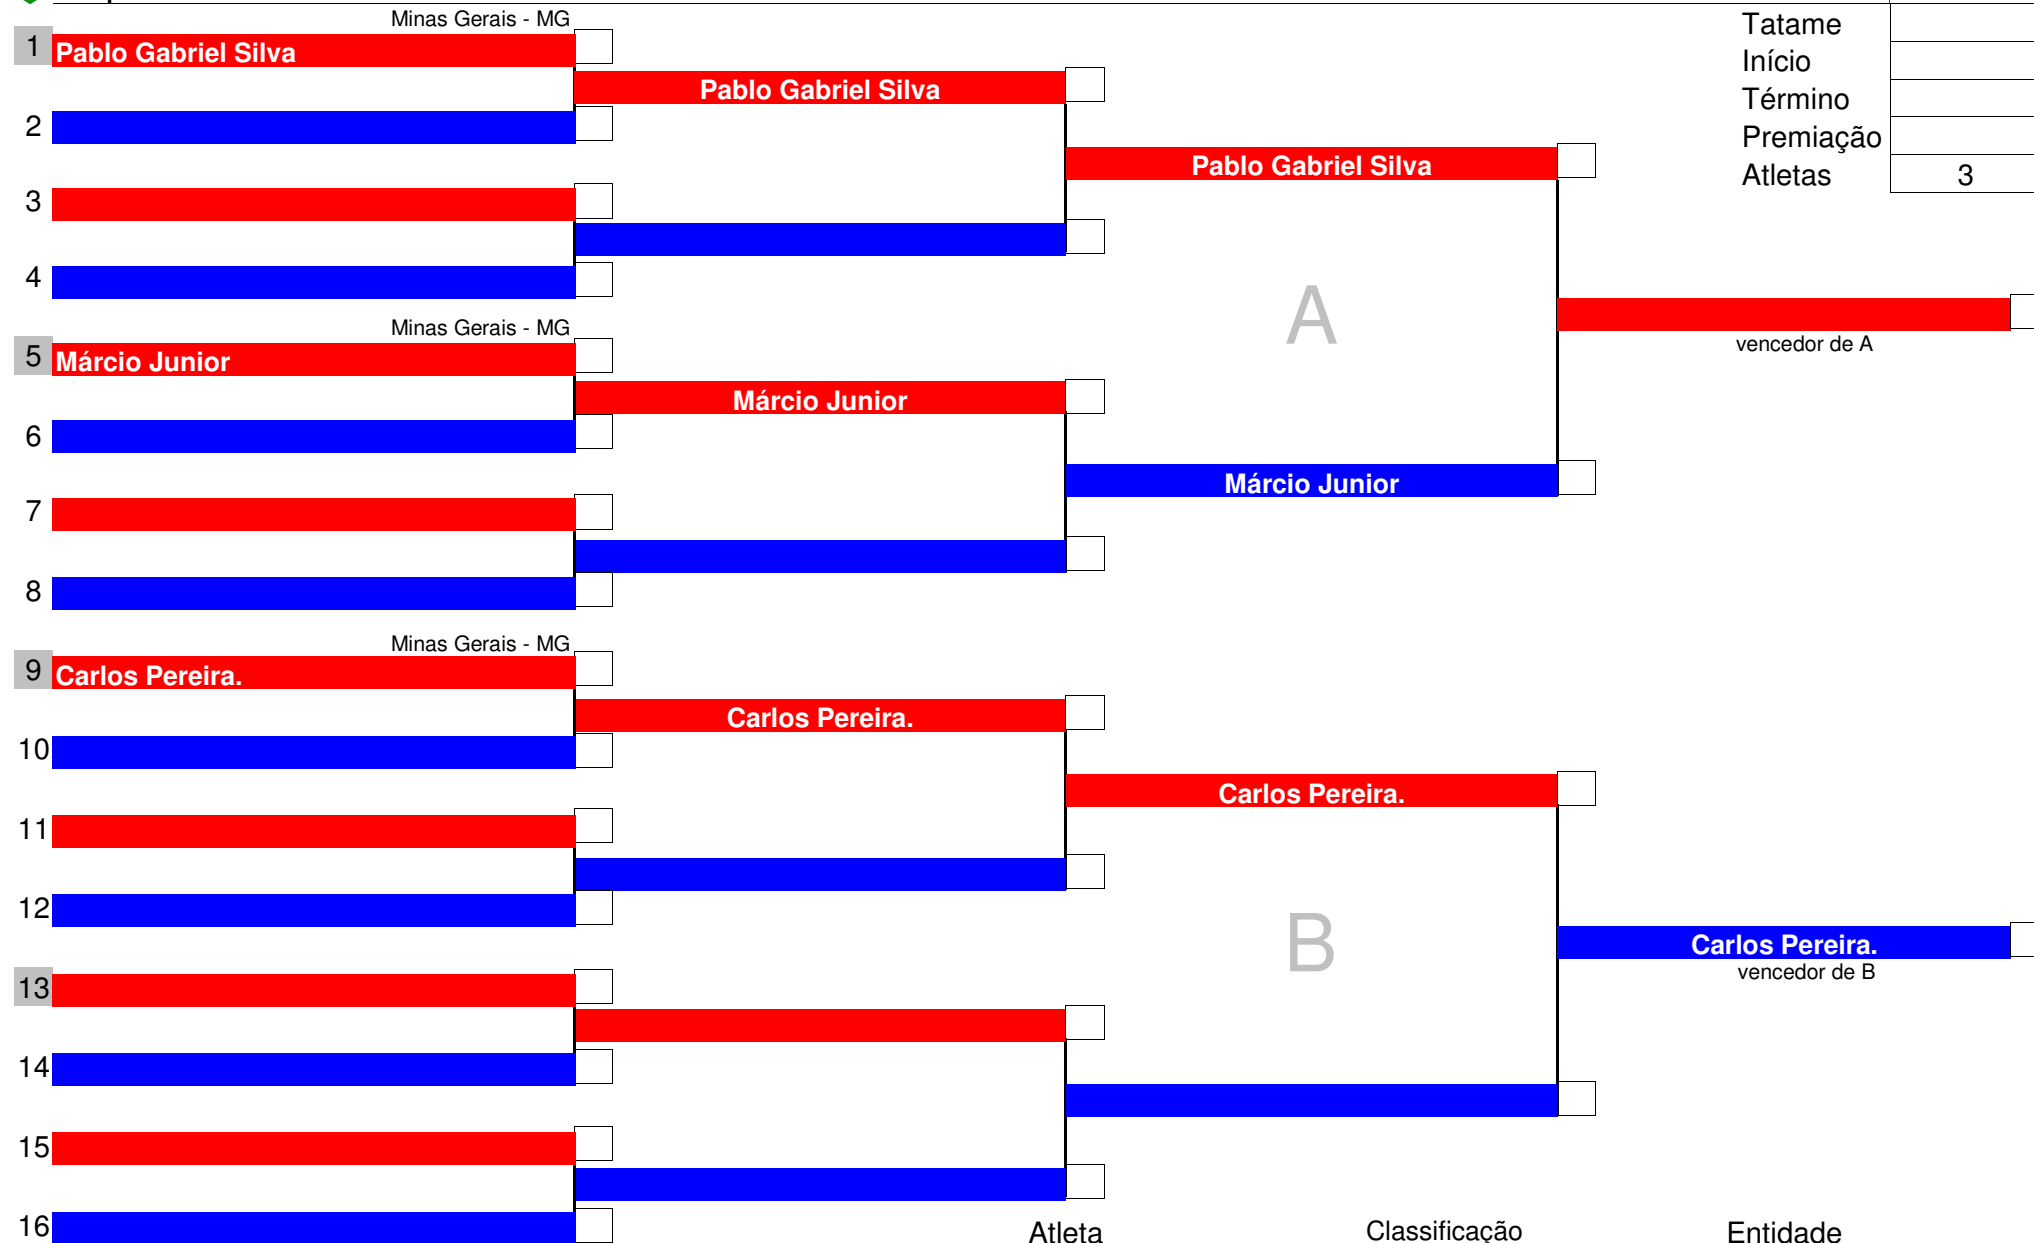 Minas Gerais - MG
1 Pablo Gabriel Silva
Pablo Gabriel Silva
2
Pablo Gabriel Silva
3
4
Minas Gerais - MG
5 Márcio Junior
Márcio Junior
6
Márcio Junior
7
8
A
vencedor de A
Minas Gerais - MG
9 Carlos Pereira.
Carlos Pereira.
10
Carlos Pereira.
11
12
B
Carlos Pereira.
vencedor de B
13
14
15
16
Tatame
Início
Término
Premiação
Atletas 3
Atleta Classificação Entidade